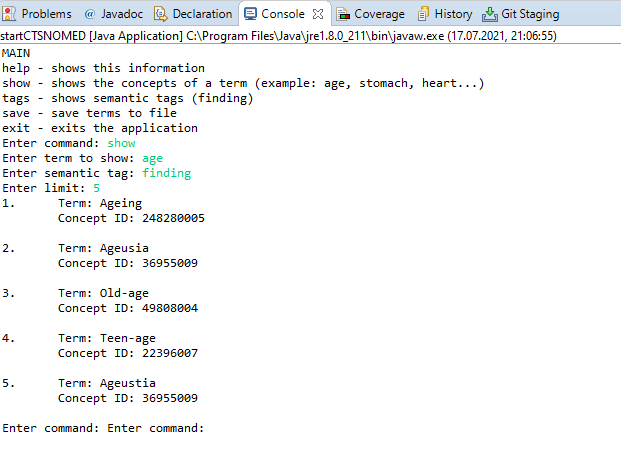 Problems @ Javadoc Declaration Console Coverage History Git Staging
startCTSNOMED [Java Application] C:\Program Files\Java\jre1.8.0_211\bin\javaw.exe (17.07.2021, 21:06:55)
MAIN
help - shows this information
show - shows the concepts of a term (example: age, stomach, heart...)
tags - shows semantic tags (finding)
save - save terms to file
exit - exits the application
Enter command: show
Enter term to show: age
Enter semantic tag: finding
Enter limit: 5
1. Term: Ageing
Concept ID: 248280005
2. Term: Ageusia
Concept ID: 36955009
3. Term: Old-age
Concept ID: 49808004
4. Term: Teen-age
Concept ID: 22396007
5. Term: Ageustia
Concept ID: 36955009
Enter command: Enter command: